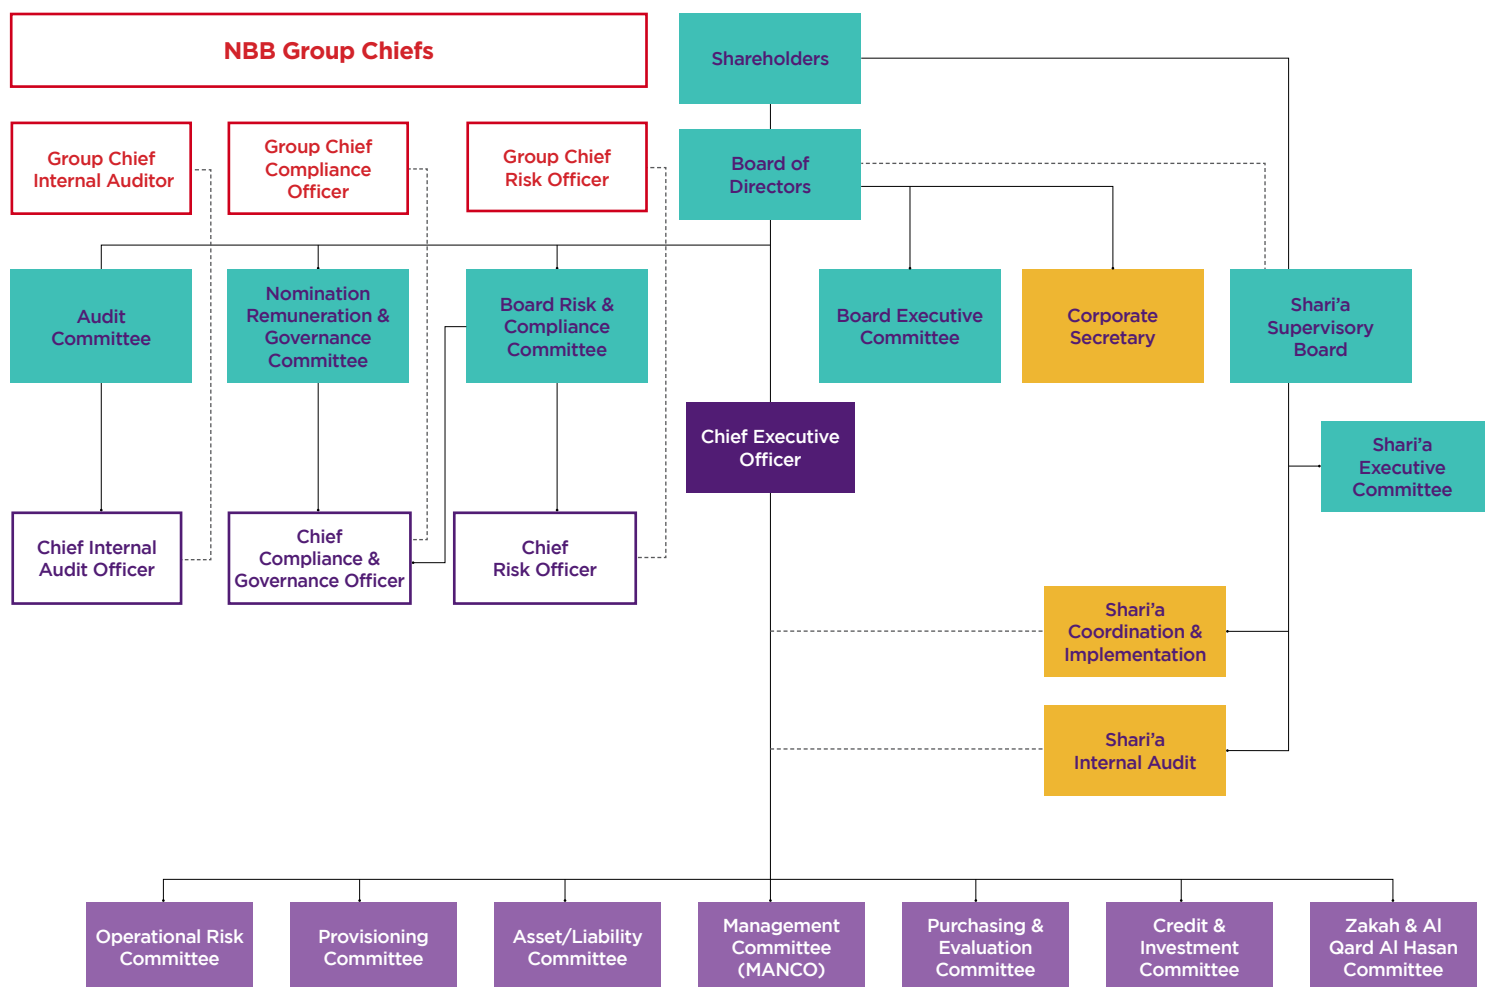 NBB Group Chiefs
Shareholders
Group Chief
Internal Auditor
Group Chief
Compliance
Officer
Group Chief
Risk Officer
Board of
Directors
Audit
Committee
Nomination
Remuneration &
Governance
Committee
Board Risk &
Compliance
Committee
Board Executive
Committee
Corporate
Secretary
Shari’a
Supervisory
Board
Chief Executive
Officer
Shari’a
Executive
Committee
Chief Internal
Audit Officer
Chief
Compliance &
Governance Officer
Chief
Risk Officer
Shari’a
Coordination &
Implementation
Shari’a
Internal Audit
Operational Risk
Committee
Provisioning
Committee
Asset/Liability
Committee
Management
Committee
(MANCO)
Purchasing &
Evaluation
Committee
Credit &
Investment
Committee
Zakah & Al
Qard Al Hasan
Committee